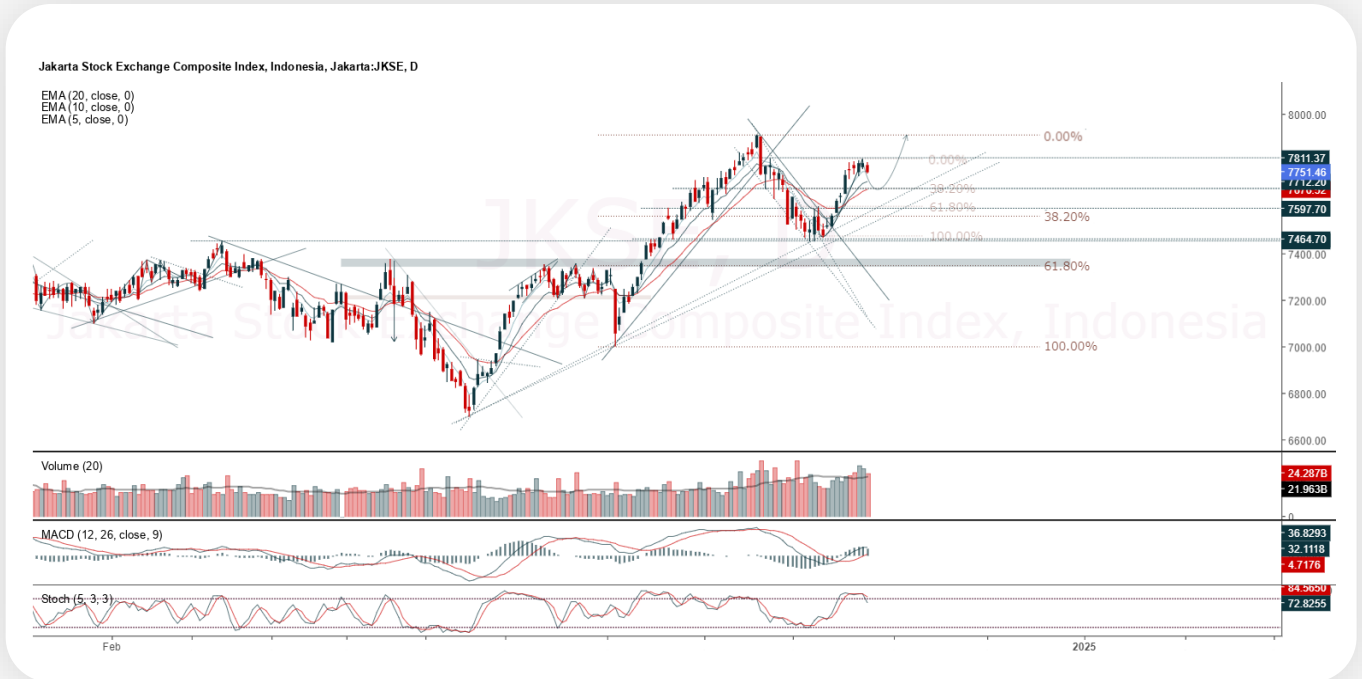 Jakarta Stock Exchange Composite Index, Indonesia, Jakarta:JKSE, D
EMA (20, close, 0)
EMA (10, close, 0)
EMA (5, close, 0)
8000.00
0.00%
7811.37
0.00%
7751.46
7712.20
38.20%
7597.70
61.80%
38.20%
7464.70
100.00%
7400.00
61.80%
JKSE, D
7200.00
Jakarta Stock Exchange Composite Index, Indonesia
7000.00
100.00%
6800.00
6600.00
Volume (20)
24.287B
21.963B
0
MACD (12, 26, close, 9)
36.8293
32.1118
4.7176
Stoch (5, 3, 3)
72.8255
Feb
2025